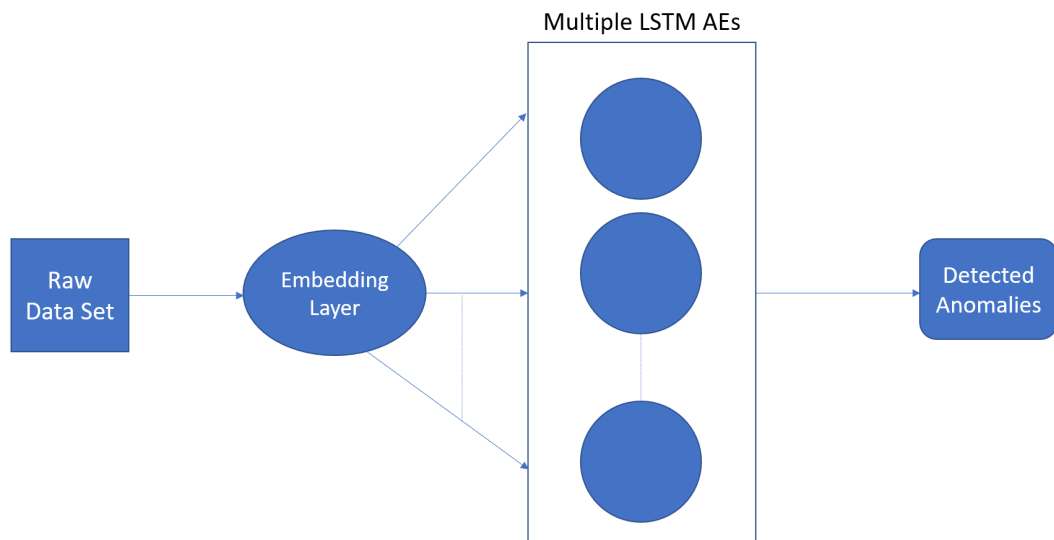 Multiple LSTM AEs
Raw
Data Set
Embedding
Layer
Detected
Anomalies